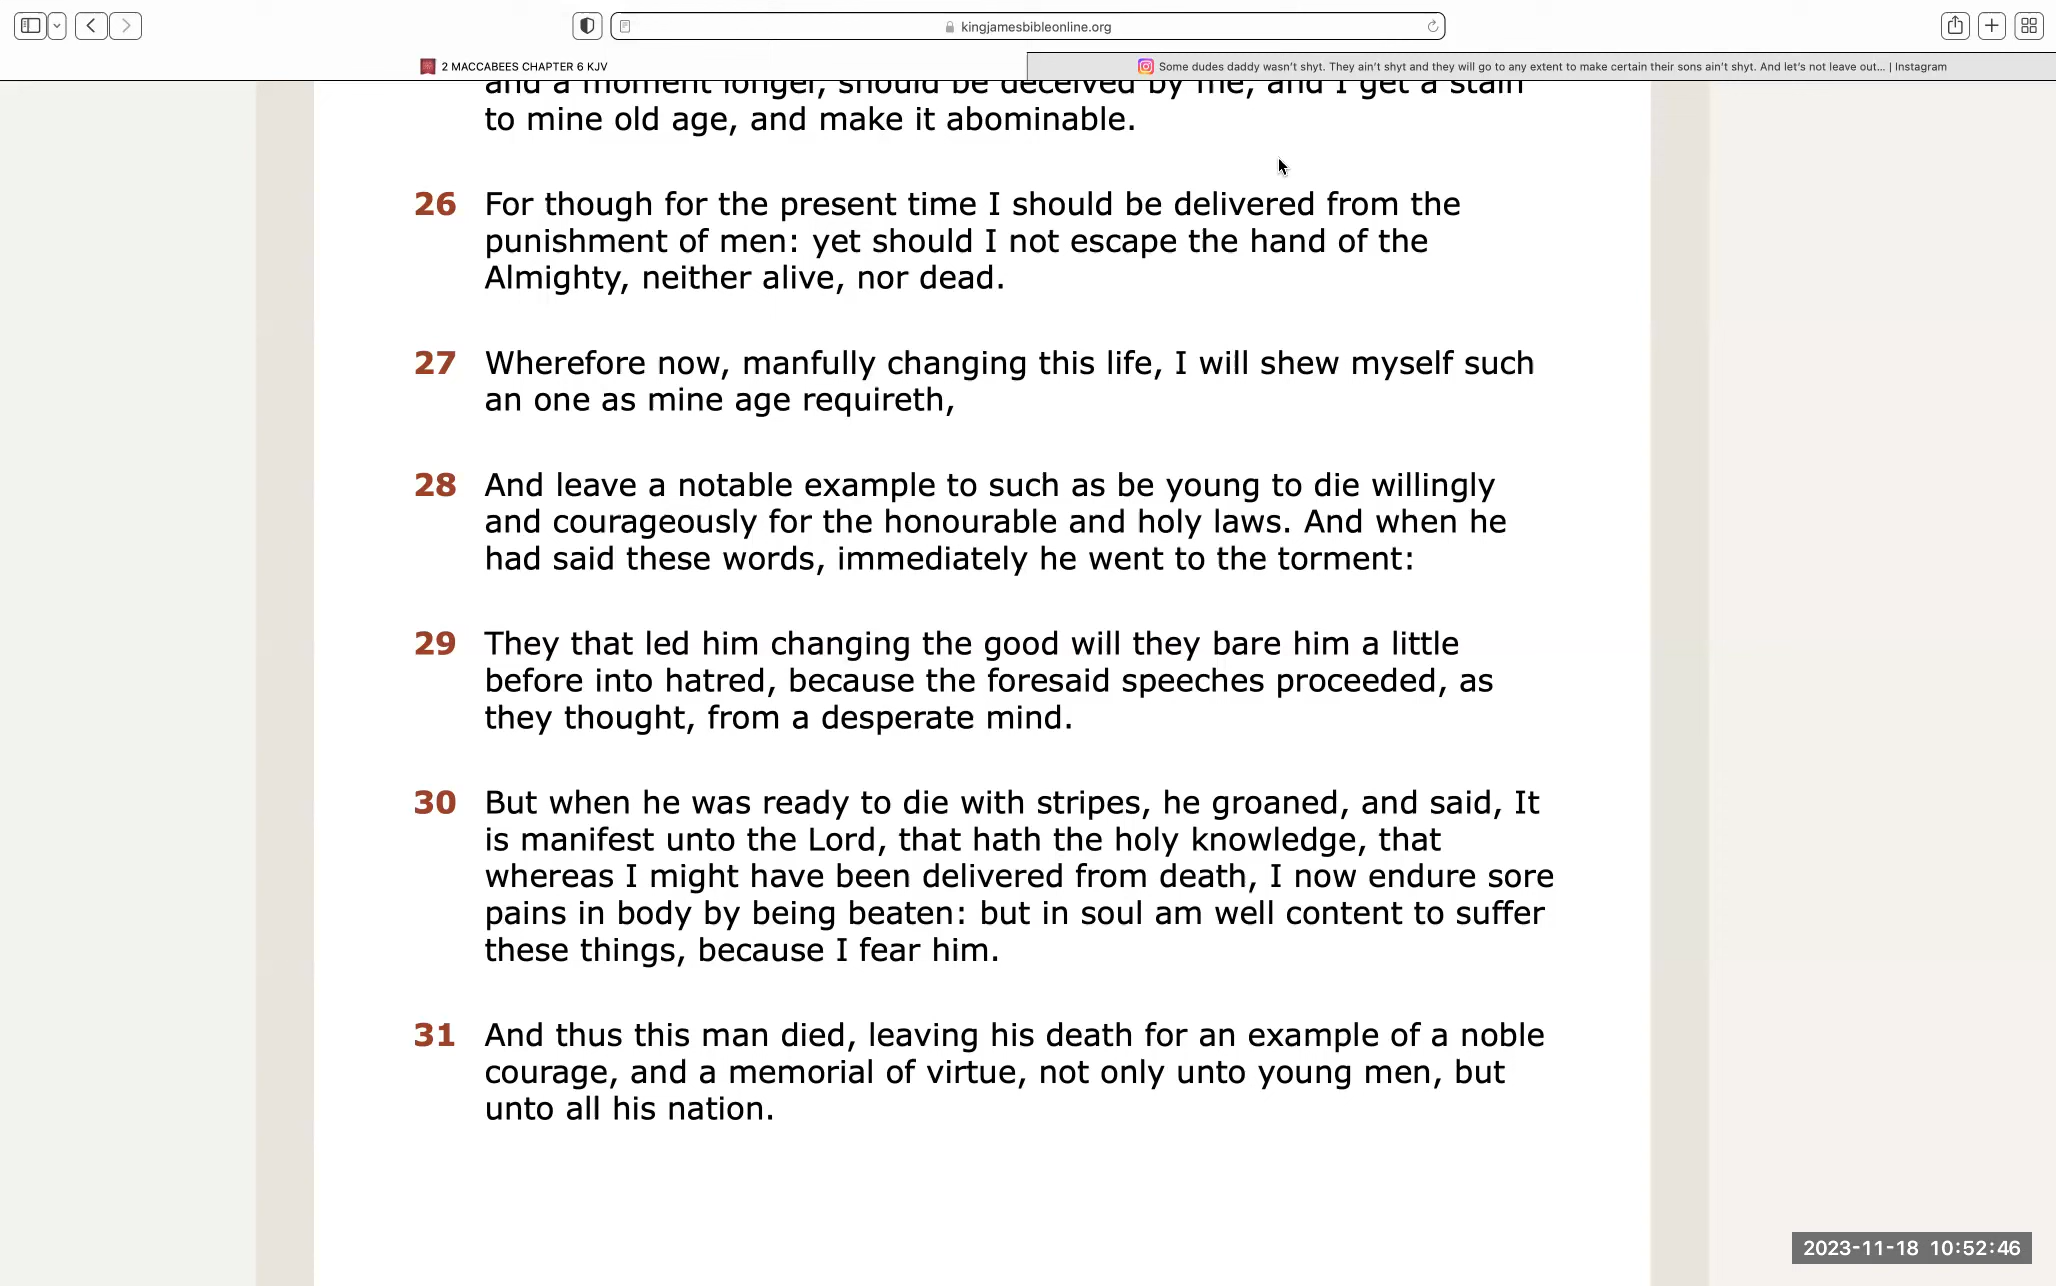 kingjamesbibleonline.org
2 MACCABEES CHAPTER 6 KJV
Some dudes daddy wasn’t shyt. They ain’t shyt and they will go to any extent to make certain their sons ain’t shyt. And let’s not leave out... | Instagram
and a moment longer, should be deceived by me, and I get a stain
to mine old age, and make it abominable.
26 For though for the present time I should be delivered from the
punishment of men: yet should I not escape the hand of the
Almighty, neither alive, nor dead.
27 Wherefore now, manfully changing this life, I will shew myself such
an one as mine age requireth,
28 And leave a notable example to such as be young to die willingly
and courageously for the honourable and holy laws. And when he
had said these words, immediately he went to the torment:
29 They that led him changing the good will they bare him a little
before into hatred, because the foresaid speeches proceeded, as
they thought, from a desperate mind.
30 But when he was ready to die with stripes, he groaned, and said, It
is manifest unto the Lord, that hath the holy knowledge, that
whereas I might have been delivered from death, I now endure sore
pains in body by being beaten: but in soul am well content to suffer
these things, because I fear him.
31 And thus this man died, leaving his death for an example of a noble
courage, and a memorial of virtue, not only unto young men, but
unto all his nation.
2023-11-18 10:52:46